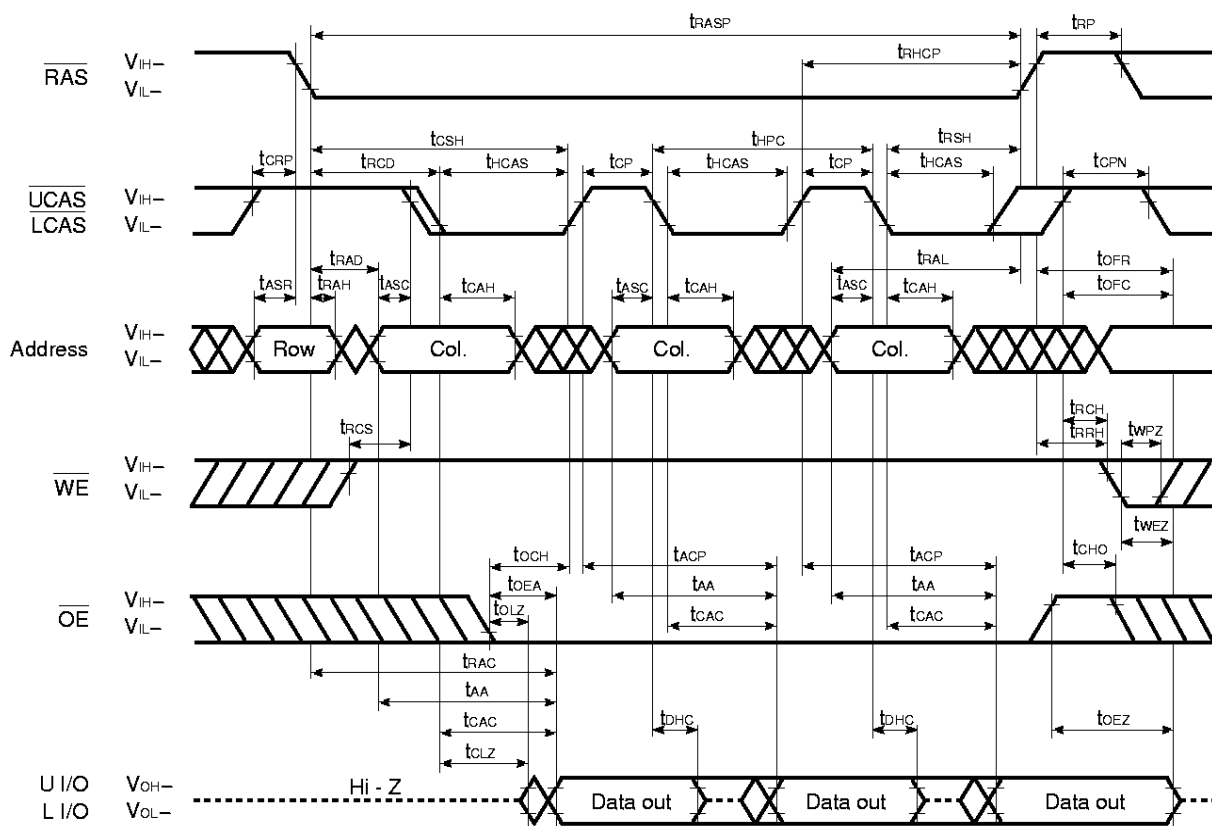 tRASP
tRP
RAS
VIH–
VIL–
tRHCP
tCSH
tHPC
tRSH
tCRP
tRCD
tHCAS
tCP
tHCAS
tCP
tHCAS
tCPN
UCAS
LCAS
VIH–
VIL–
tRAD
tRAL
tOFR
tASR
tRAH
tASC
tCAH
tASC
tCAH
tASC
tCAH
tOFC
Address
VIH–
VIL–
Row
Col.
Col.
Col.
tRCS
tRCH
tRRH
tWPZ
WE
VIH–
VIL–
tWEZ
tOCH
tACP
tACP
tCHO
tOEA
tAA
tAA
OE
VIH–
VIL–
tOLZ
tCAC
tCAC
tRAC
tAA
tCAC
tDHC
tDHC
tOEZ
tCLZ
U I/O
L I/O
VOH–
VOL–
Hi - Z
Data out
Data out
Data out